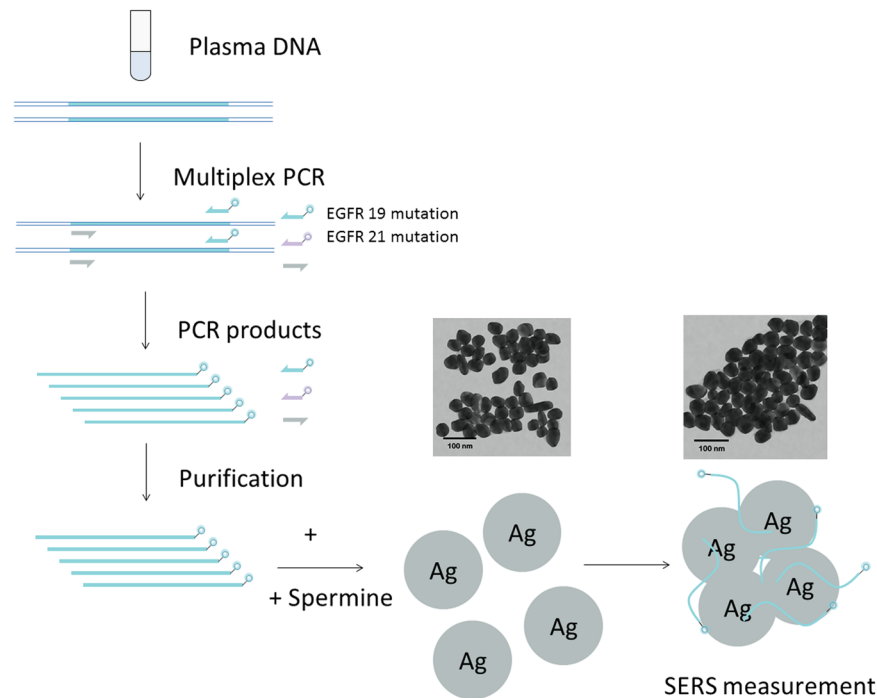 Plasma DNA
Multiplex PCR
EGFR 19 mutation
EGFR 21 mutation
PCR products
100 nm
100 nm
Purification
+
+ Spermine
Ag
Ag
Ag
Ag
Ag
Ag
Ag
Ag
SERS measurement